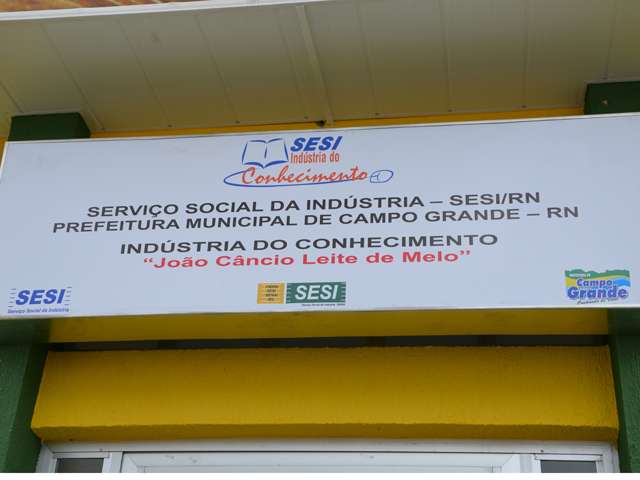 SESI
Indústria do
Conhecimento
SERVIÇO SOCIAL DA INDÚSTRIA – SESI/RN
PREFEITURA MUNICIPAL DE CAMPO GRANDE – RN
INDÚSTRIA DO CONHECIMENTO
“João Câncio Leite de Melo”
SESI
Serviço Social da Indústria
SESI
Campo
Grande